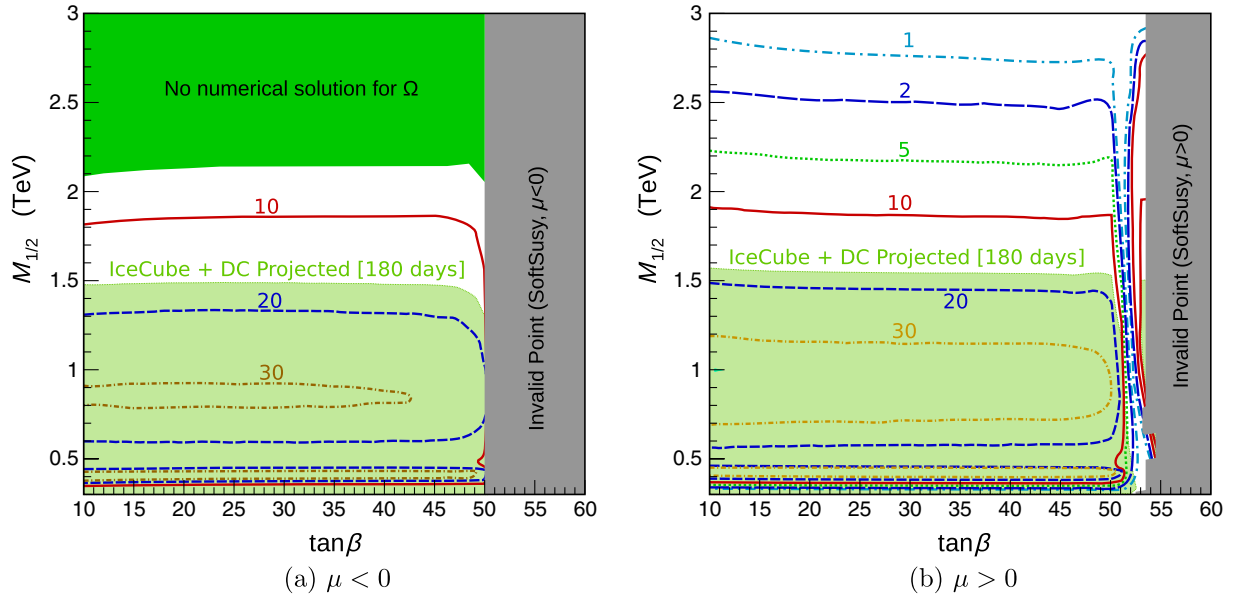 3
2.5
2
1.5
1
0.5
M1/2 (TeV)
No numerical solution for Ω
10
IceCube + DC Projected [180 days]
20
30
Invalid Point (SoftSusy, μ<0)
10 15 20 25 30 35 40 45 50 55 60
tanβ
(a) μ < 0
3
2.5
2
1.5
1
0.5
M1/2 (TeV)
1
2
5
10
IceCube + DC Projected [180 days]
20
30
Invalid Point (SoftSusy, μ>0)
10 15 20 25 30 35 40 45 50 55 60
tanβ
(b) μ > 0